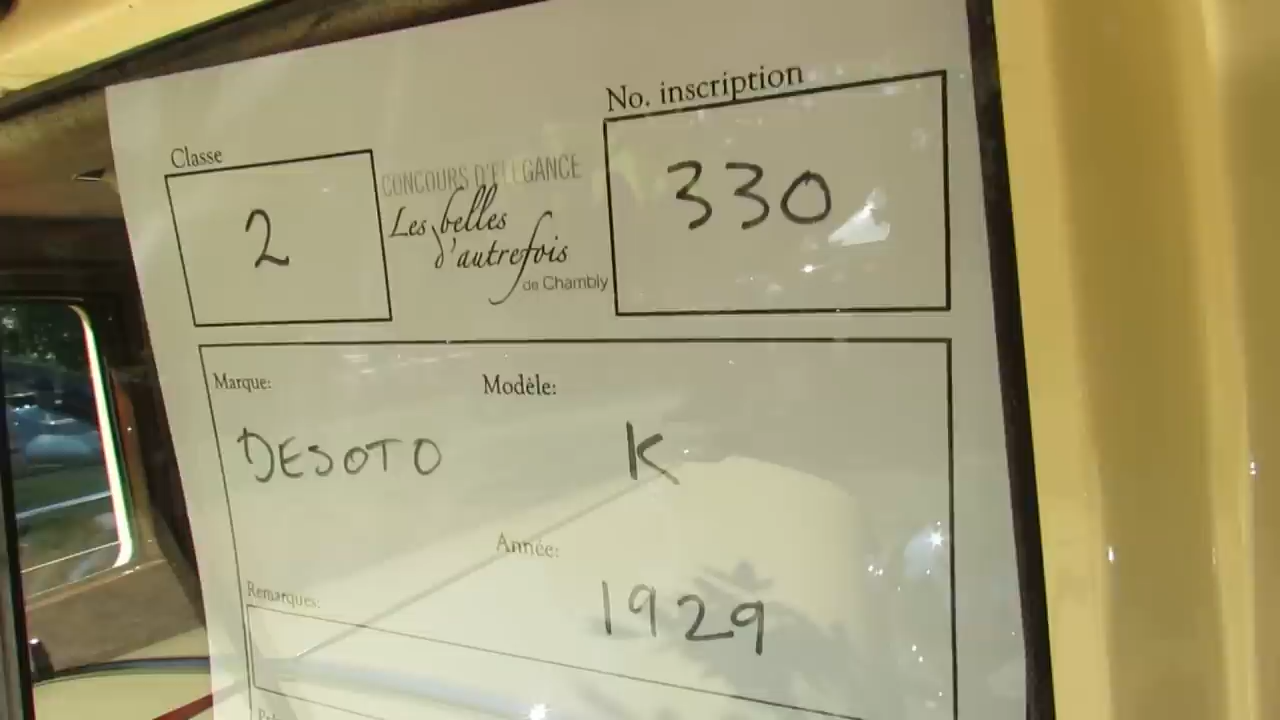 Classe
No. inscription
2
CONCOURS D'ELEGANCE
Les belles
d'autrefois
de Chambly
330
Marque:
Modèle:
DESOTO
K
Année:
1929
Remarques: